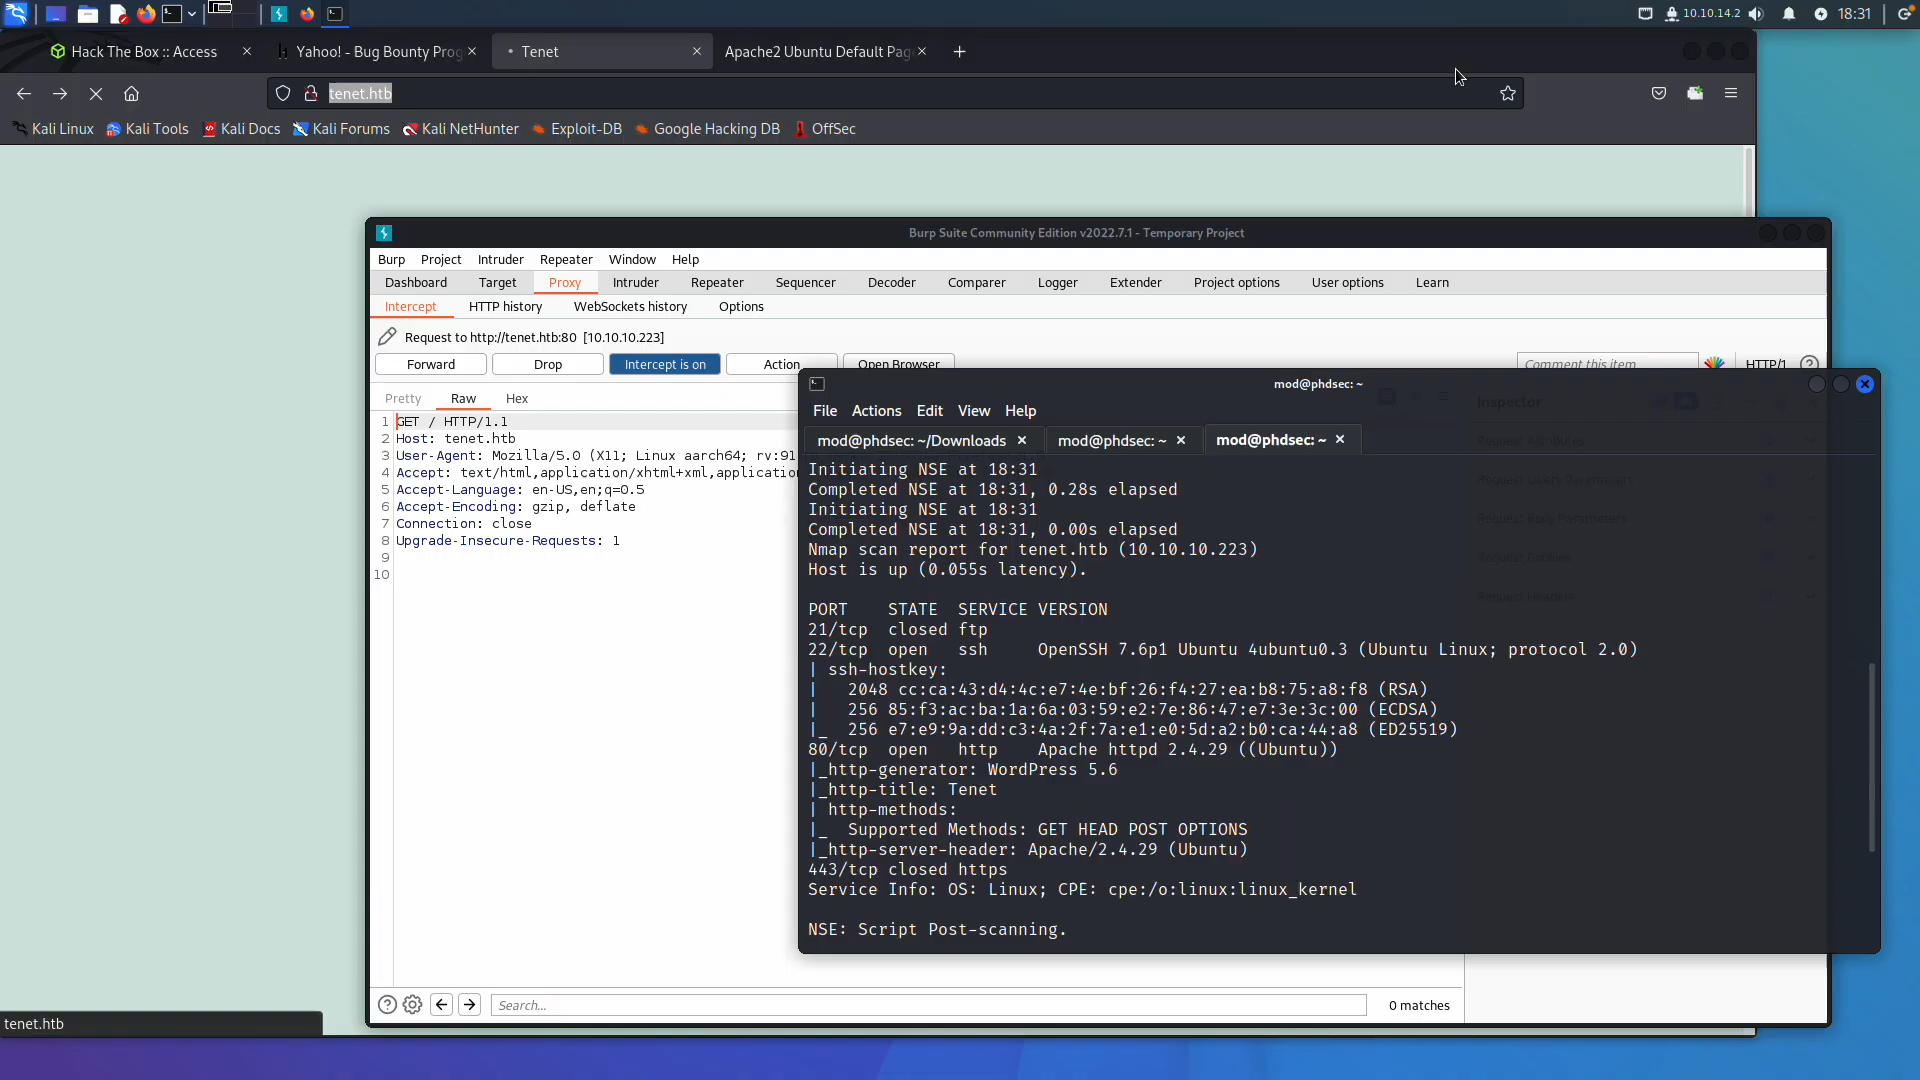 10.10.14.2
18:31
Hack The Box :: Access
Yahoo! - Bug Bounty Prog
Tenet
Apache2 Ubuntu Default Pag
tenet.htb
Kali Linux
Kali Tools
Kali Docs
Kali Forums
Kali NetHunter
Exploit-DB
Google Hacking DB
OffSec
Burp Suite Community Edition v2022.7.1 - Temporary Project
Burp Project Intruder Repeater Window Help
Dashboard Target Proxy Intruder Repeater Sequencer Decoder Comparer Logger Extender Project options User options Learn
Intercept HTTP history WebSockets history Options
Request to http://tenet.htb:80 [10.10.10.223]
Forward Drop Intercept is on Action Open Browser
Comment this item
HTTP/1
Pretty Raw Hex
Inspector
Request Attributes
Request Query Parameters
Request Body Parameters
Request Cookies
Request Headers
1 GET / HTTP/1.1
2 Host: tenet.htb
3 User-Agent: Mozilla/5.0 (X11; Linux aarch64; rv:91
4 Accept: text/html,application/xhtml+xml,application
5 Accept-Language: en-US,en;q=0.5
6 Accept-Encoding: gzip, deflate
7 Connection: close
8 Upgrade-Insecure-Requests: 1
9
10
mod@phdsec: ~
File Actions Edit View Help
mod@phdsec: ~/Downloads
mod@phdsec: ~
mod@phdsec: ~
Initiating NSE at 18:31
Completed NSE at 18:31, 0.28s elapsed
Initiating NSE at 18:31
Completed NSE at 18:31, 0.00s elapsed
Nmap scan report for tenet.htb (10.10.10.223)
Host is up (0.055s latency).
PORT STATE SERVICE VERSION
21/tcp closed ftp
22/tcp open ssh OpenSSH 7.6p1 Ubuntu 4ubuntu0.3 (Ubuntu Linux; protocol 2.0)
| ssh-hostkey:
| 2048 cc:ca:43:d4:4c:e7:4e:bf:26:f4:27:ea:b8:75:a8:f8 (RSA)
| 256 85:f3:ac:ba:1a:6a:03:59:e2:7e:86:47:e7:3e:3c:00 (ECDSA)
|_ 256 e7:e9:9a:dd:c3:4a:2f:7a:e1:e0:5d:a2:b0:ca:44:a8 (ED25519)
80/tcp open http Apache httpd 2.4.29 ((Ubuntu))
|_http-generator: WordPress 5.6
|_http-title: Tenet
| http-methods:
|_ Supported Methods: GET HEAD POST OPTIONS
|_http-server-header: Apache/2.4.29 (Ubuntu)
443/tcp closed https
Service Info: OS: Linux; CPE: cpe:/o:linux:linux_kernel
NSE: Script Post-scanning.
Search...
0 matches
tenet.htb